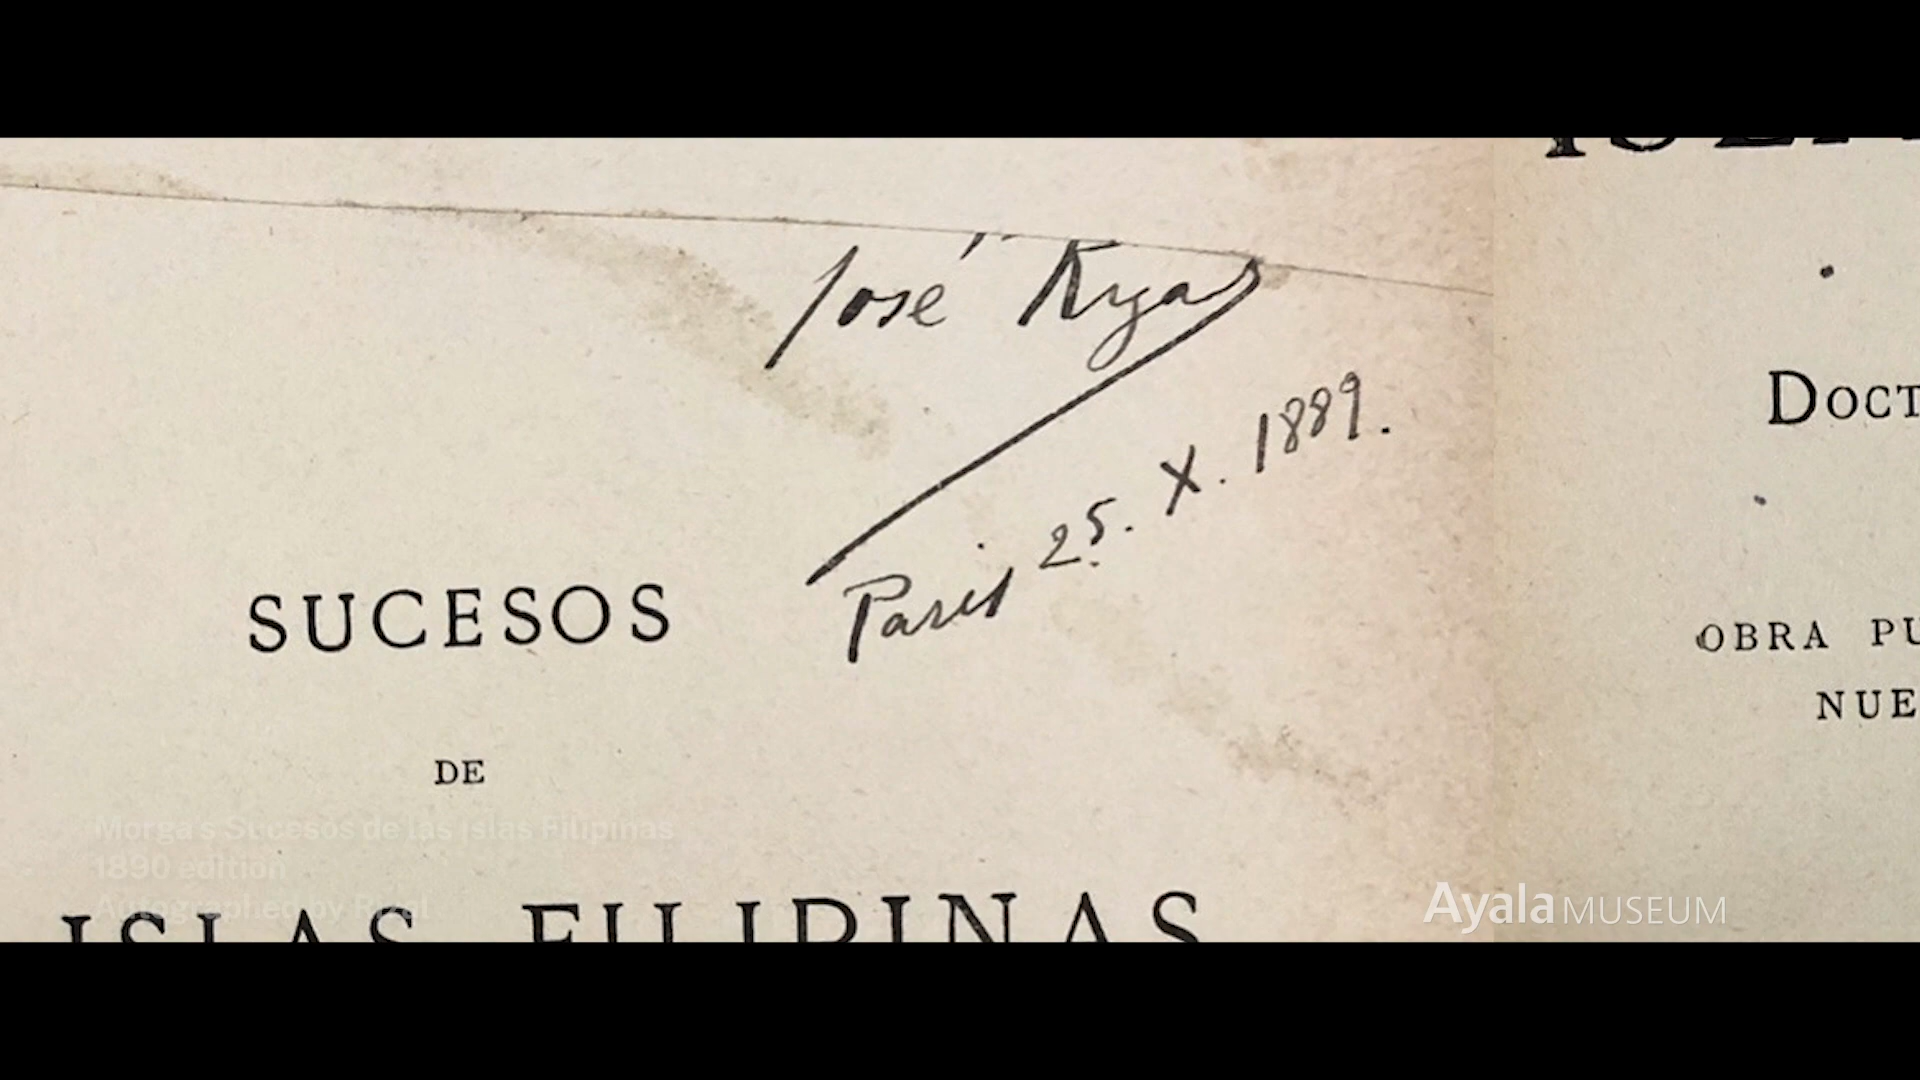 José Rizal
Paris 25. X. 1889.
SUCESOS
DE
ISLAS FILIPINAS
DOCT
OBRA PU
NUE
Morga's Sucesos de las Islas Filipinas
1890 edition
Autographed by Rizal
Ayala MUSEUM